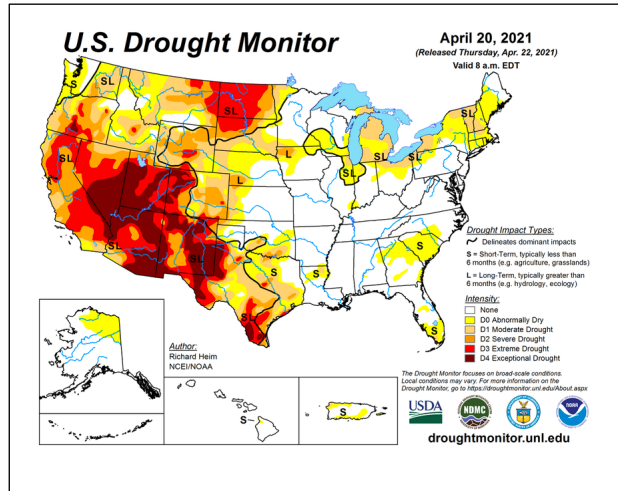 U.S. Drought Monitor
April 20, 2021
(Released Thursday, Apr. 22, 2021)
Valid 8 a.m. EDT
S
SL
SL
SL
SL
L
L
SL
SL
SL
SL
SL
SL
SL
S
S
S
S
Drought Impact Types:
Delineates dominant impacts
S = Short-Term, typically less than
6 months (e.g. agriculture, grasslands)
L = Long-Term, typically greater than
6 months (e.g. hydrology, ecology)
Intensity:
None
D0 Abnormally Dry
D1 Moderate Drought
D2 Severe Drought
D3 Extreme Drought
D4 Exceptional Drought
Author:
Richard Heim
NCEI/NOAA
S
S
The Drought Monitor focuses on broad-scale conditions.
Local conditions may vary. For more information on the
Drought Monitor, go to https://droughtmonitor.unl.edu/About.aspx
USDA
NDMC
NOAA
droughtmonitor.unl.edu